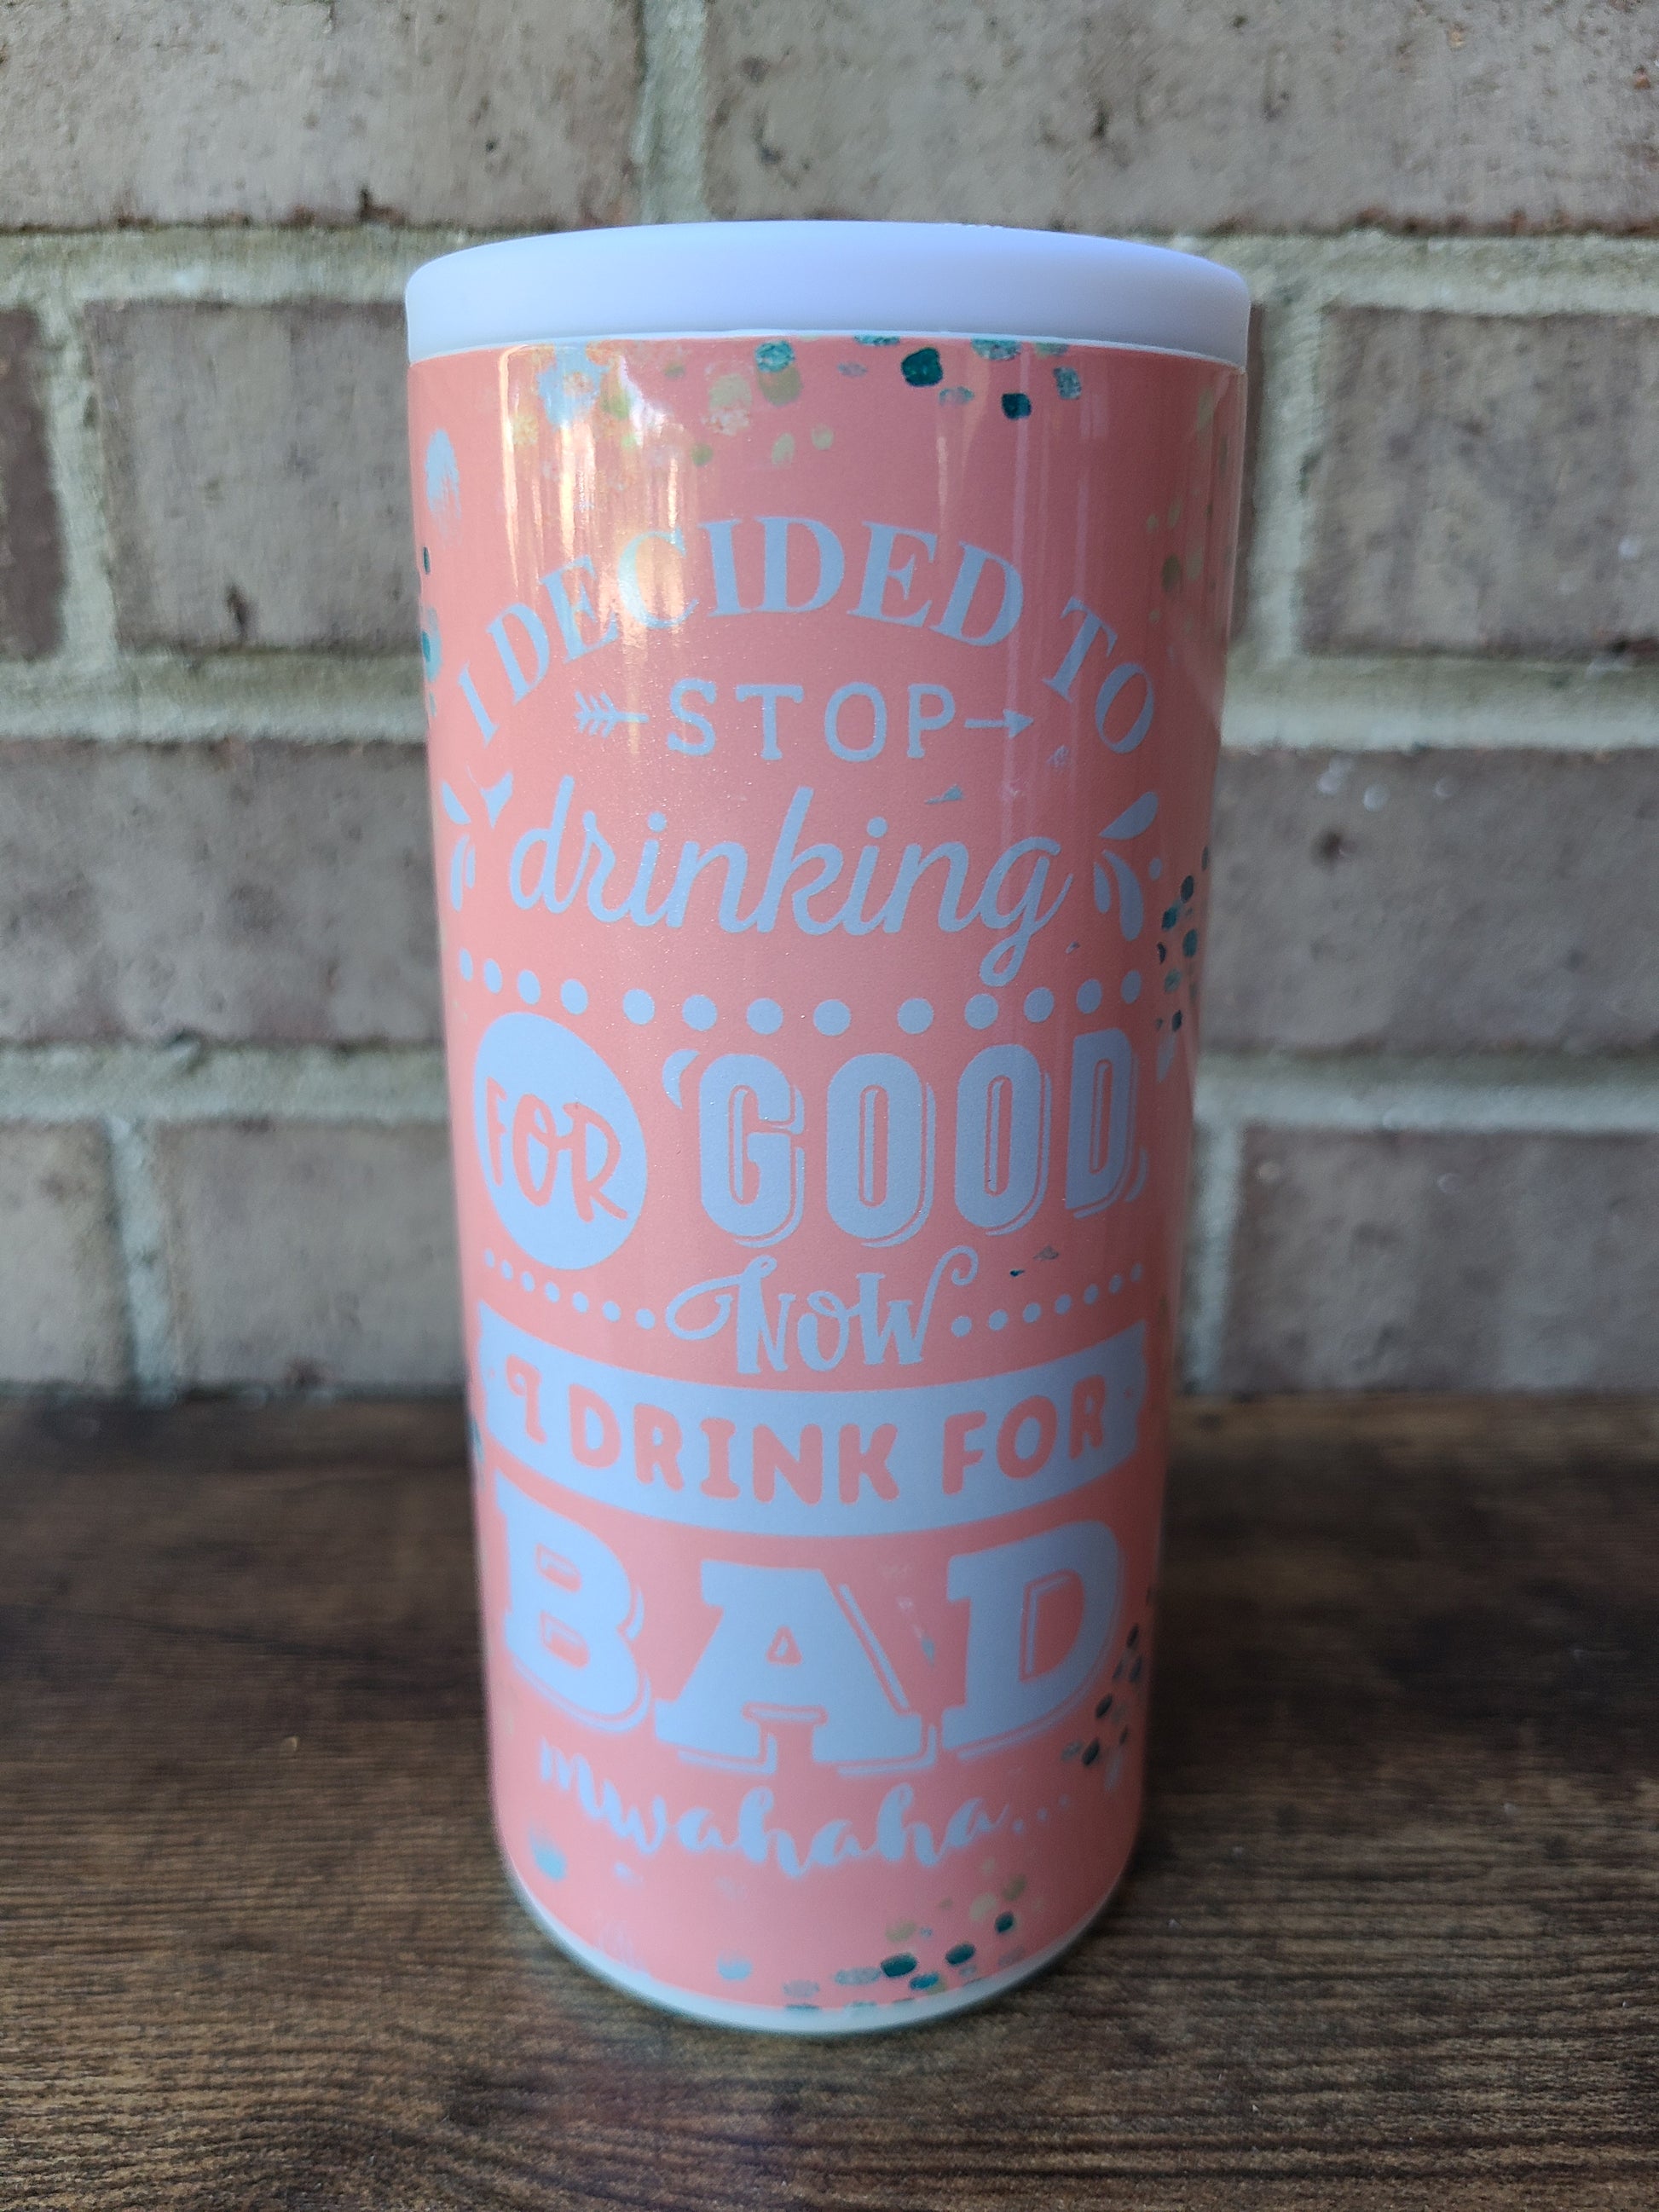 I DECIDED TO
STOP
drinking
FOR 'GOOD,
NOW
I DRINK FOR
BAD
mwahaha...